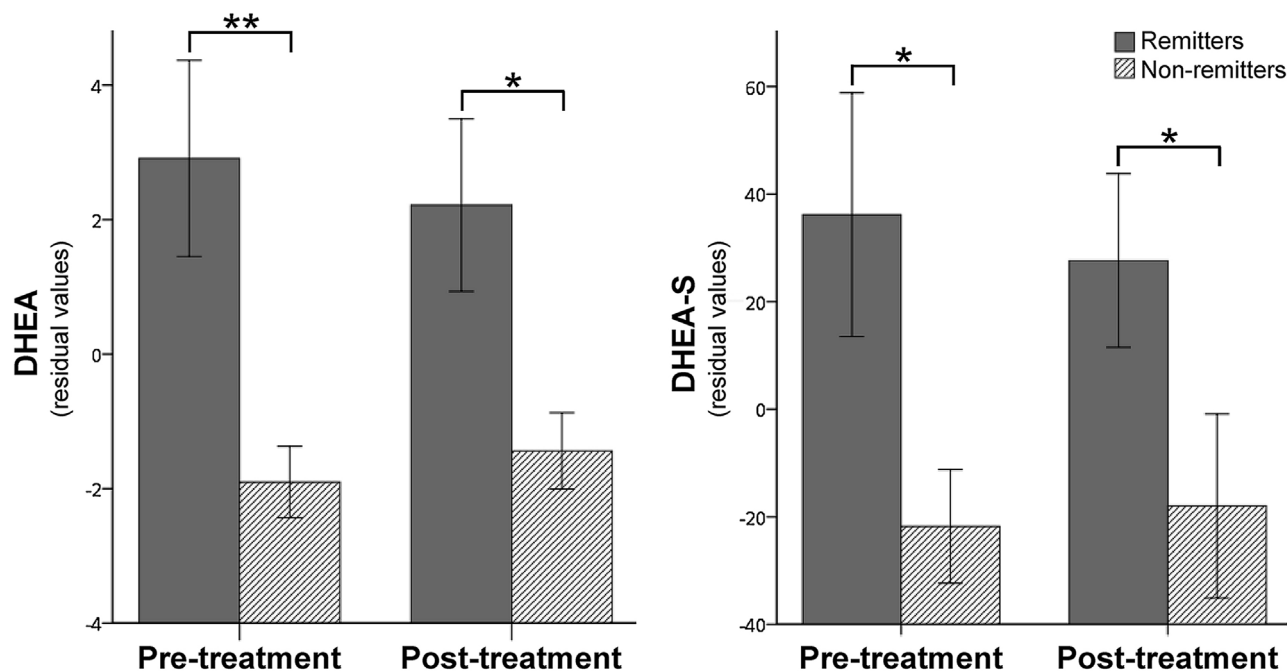 **
*
4
2
0
-2
-4
DHEA
(residual values)
Pre-treatment
Post-treatment
Remitters
Non-remitters
*
*
60
40
20
0
-20
-40
DHEA-S
(residual values)
Pre-treatment
Post-treatment